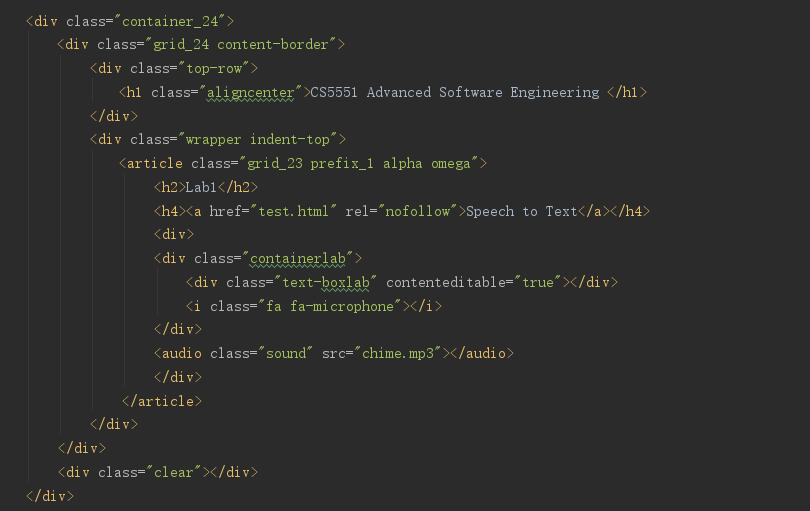 <div class="container_24">
<div class="grid_24 content-border">
<div class="top-row">
<h1 class="aligncenter">CS5551 Advanced Software Engineering </h1>
</div>
<div class="wrapper indent-top">
<article class="grid_23 prefix_1 alpha omega">
<h2>Lab1</h2>
<h4><a href="test.html" rel="nofollow">Speech to Text</a></h4>
<div>
<div class="containerlab">
<div class="text-boxlab" contenteditable="true"></div>
<i class="fa fa-microphone"></i>
</div>
<audio class="sound" src="chime.mp3"></audio>
</div>
</article>
</div>
</div>
<div class="clear"></div>
</div>